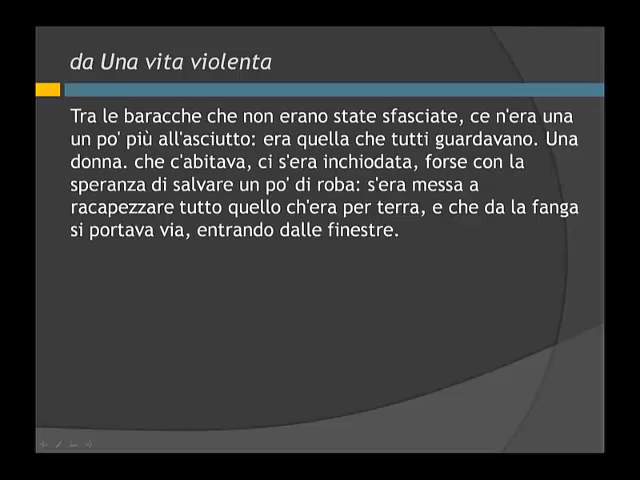 da Una vita violenta
Tra le baracche che non erano state sfasciate, ce n'era una
un po' più all'asciutto: era quella che tutti guardavano. Una
donna. che c'abitava, ci s'era inchiodata, forse con la
speranza di salvare un po' di roba: s'era messa a
racapezzare tutto quello ch'era per terra, e che da la fanga
si portava via, entrando dalle finestre.